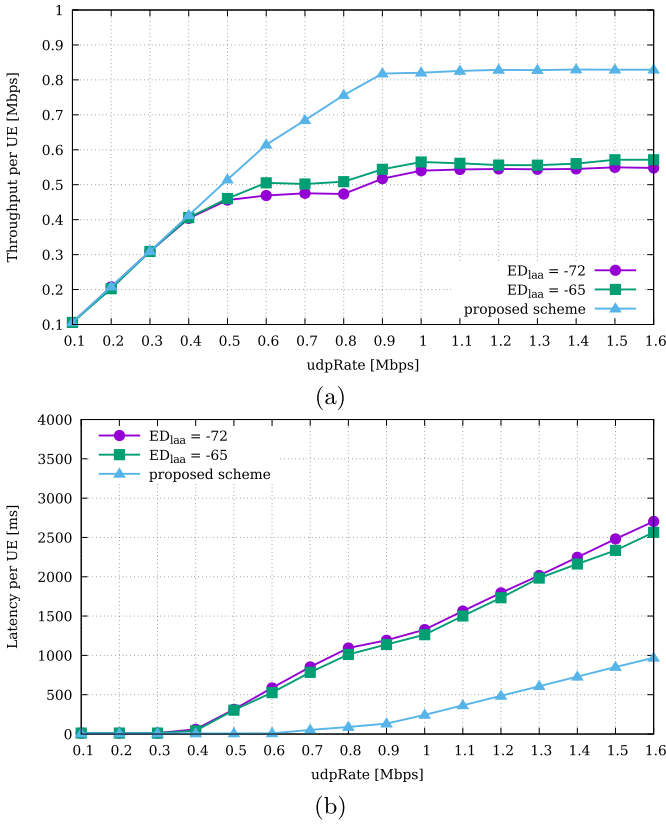 1
0.9
0.8
0.7
0.6
0.5
0.4
0.3
0.2
0.1
Throughput per UE [Mbps]
ED_laa = -72
ED_laa = -65
proposed scheme
0.1 0.2 0.3 0.4 0.5 0.6 0.7 0.8 0.9 1 1.1 1.2 1.3 1.4 1.5 1.6
udpRate [Mbps]
(a)
4000
3500
3000
2500
2000
1500
1000
500
0
Latency per UE [ms]
ED_laa = -72
ED_laa = -65
proposed scheme
0.1 0.2 0.3 0.4 0.5 0.6 0.7 0.8 0.9 1 1.1 1.2 1.3 1.4 1.5 1.6
udpRate [Mbps]
(b)